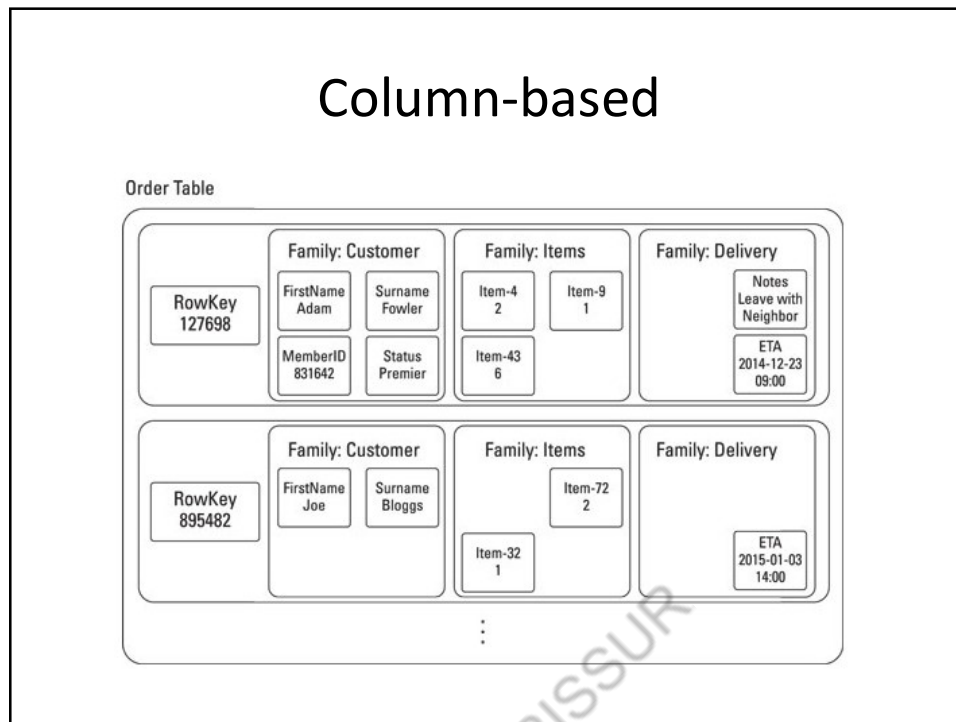 Column-based
Order Table
RowKey
127698
Family: Customer
FirstName
Adam
Surname
Fowler
MemberID
831642
Status
Premier
Family: Items
Item-4
2
Item-9
1
Item-43
6
Family: Delivery
Notes
Leave with
Neighbor
ETA
2014-12-23
09:00
RowKey
895482
Family: Customer
FirstName
Joe
Surname
Bloggs
Family: Items
Item-72
2
Item-32
1
Family: Delivery
ETA
2015-01-03
14:00
⋮